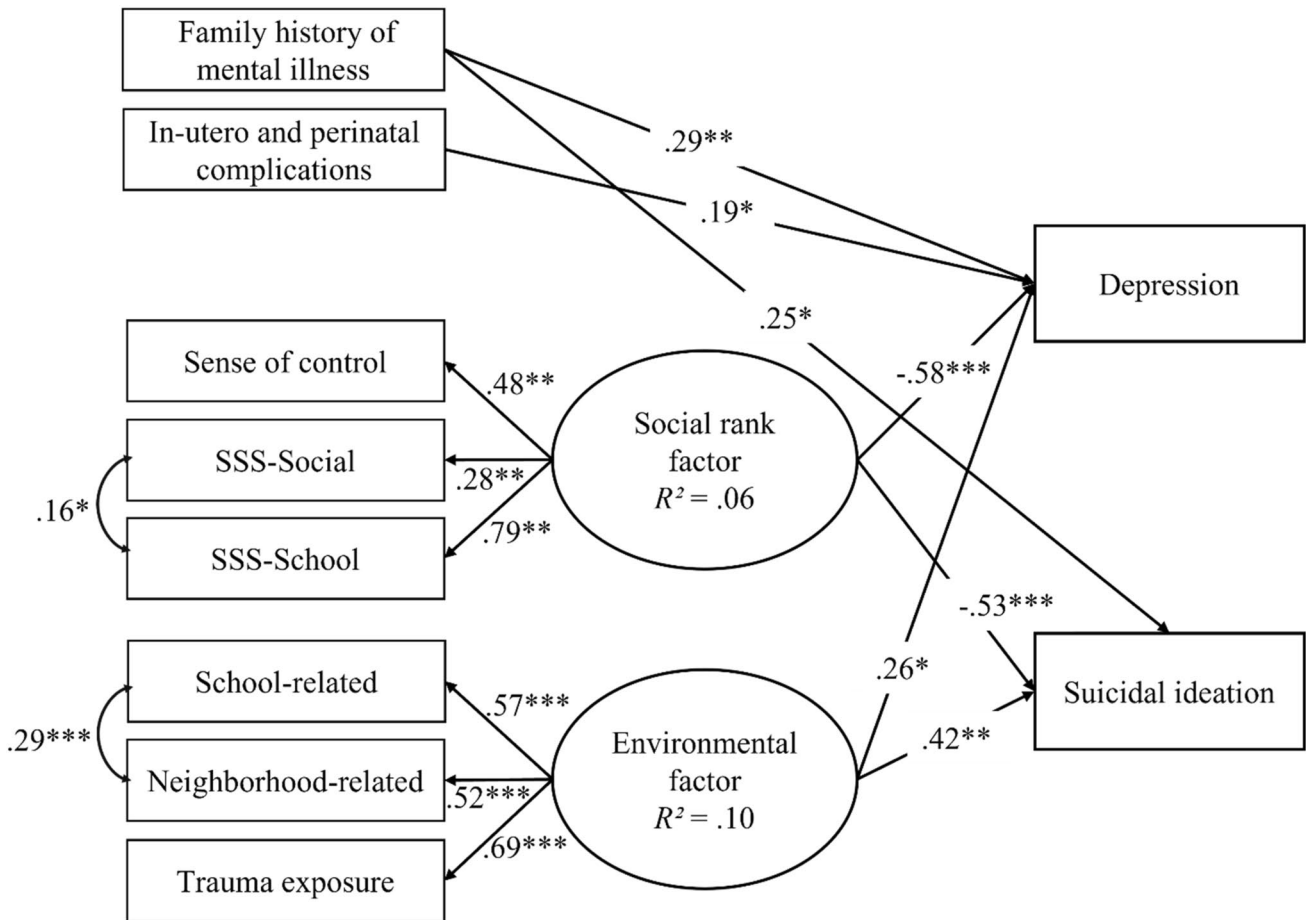 Family history of
mental illness
In-utero and perinatal
complications
.29**
.19*
Depression
.25*
Sense of control
.48**
-.58***
Social rank
factor
R² = .06
SSS-Social
.28**
.16*
.79**
SSS-School
-.53***
School-related
.57***
.26*
Suicidal ideation
.29***
Environmental
factor
R² = .10
.42**
Neighborhood-related
.52***
.69***
Trauma exposure